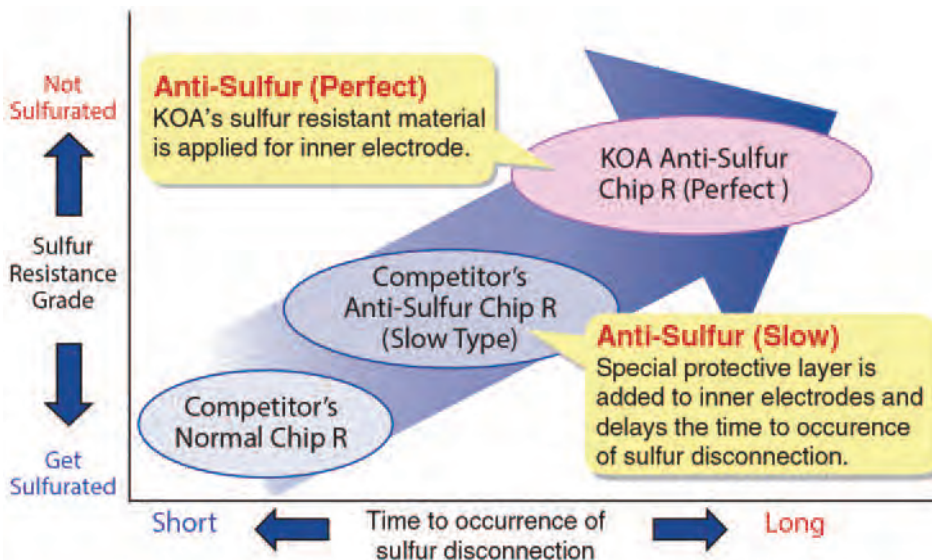 Not
Sulfurated
Sulfur
Resistance
Grade
Get
Sulfurated
Anti-Sulfur (Perfect)
KOA's sulfur resistant material
is applied for inner electrode.
KOA Anti-Sulfur
Chip R (Perfect )
Competitor's
Anti-Sulfur Chip R
(Slow Type)
Anti-Sulfur (Slow)
Special protective layer is
added to inner electrodes and
delays the time to occurence
of sulfur disconnection.
Competitor's
Normal Chip R
Short
Time to occurrence of
sulfur disconnection
Long